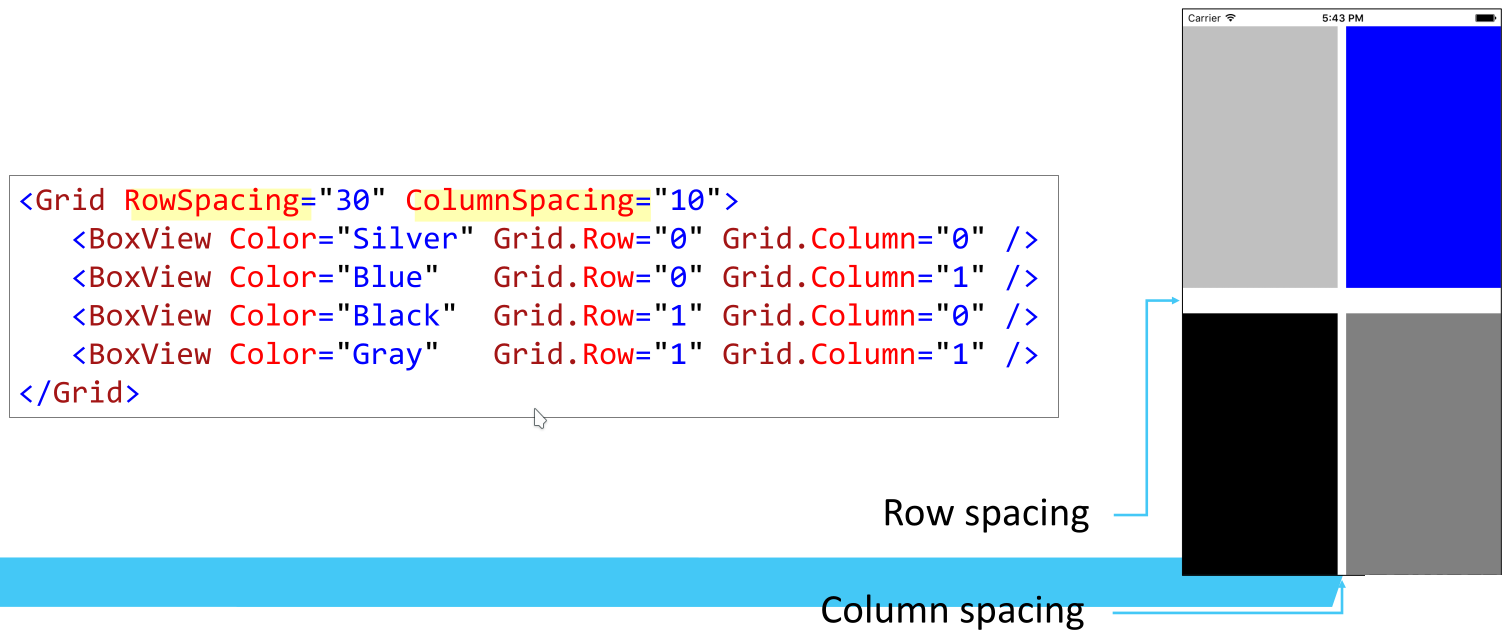 Carrier 5:43 PM
<Grid RowSpacing="30" ColumnSpacing="10">
   <BoxView Color="Silver" Grid.Row="0" Grid.Column="0" />
   <BoxView Color="Blue"   Grid.Row="0" Grid.Column="1" />
   <BoxView Color="Black"  Grid.Row="1" Grid.Column="0" />
   <BoxView Color="Gray"   Grid.Row="1" Grid.Column="1" />
</Grid>
Row spacing
Column spacing